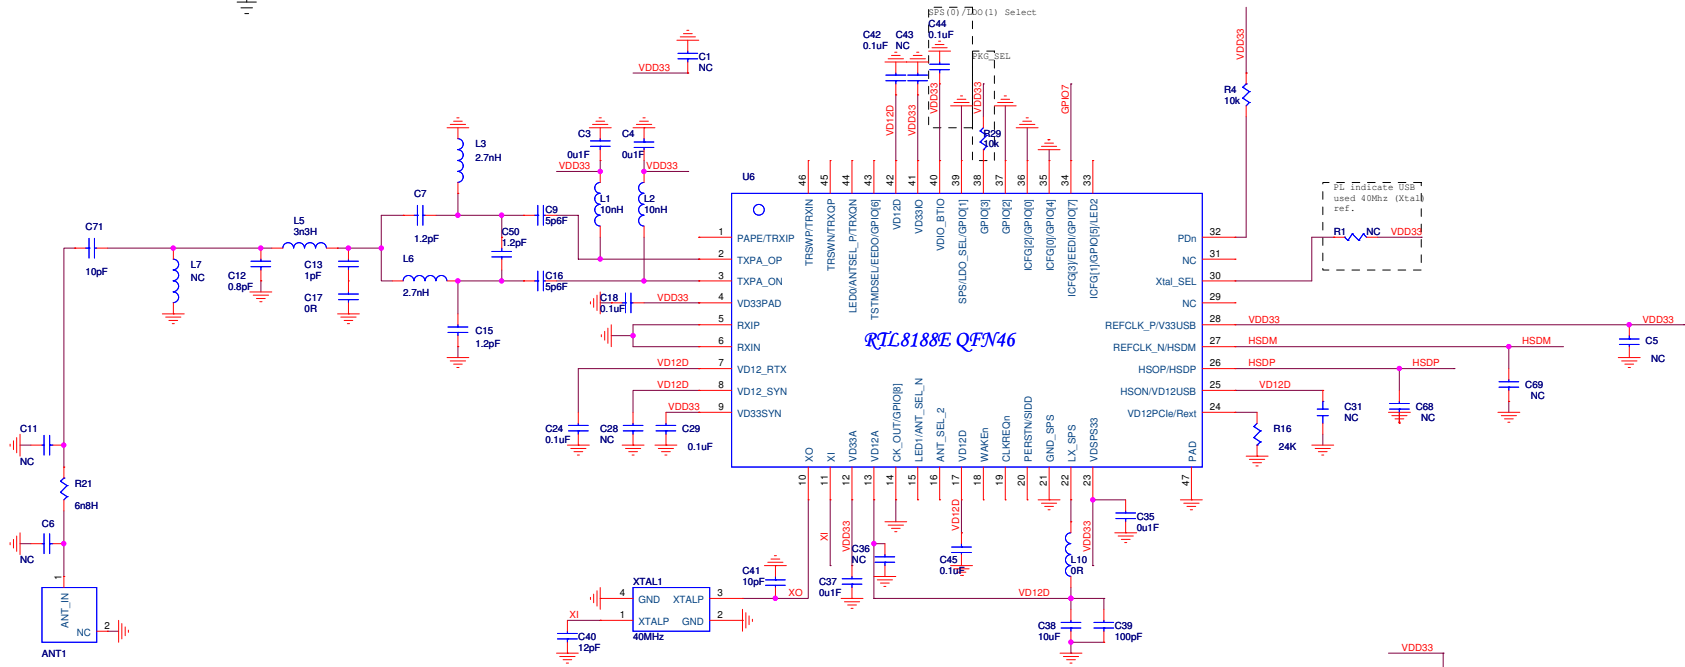 SPS(0)/LDO(1) Select
C44
0.1uF
C42
0.1uF
C43
NC
PKG_SEL
C1
NC
VDD33
VDD33
R4
10k
VD12D
VDD33
VDD33
VDD33
GPIO7
R29
10k
L3
2.7nH
C3
0u1F
C4
0u1F
VDD33
VDD33
L1
10nH
L2
10nH
U6
46
45
44
43
42
41
40
39
38
37
36
35
34
33
TRSWP/TRXIN
TRSWN/TRXQP
LED0/ANTSEL_P/TRXQN
TSTMDSEL/EEDO/GPIO[6]
VD12D
VD33IO
VDIO_BTIO
SPS/LDO_SEL/GPIO[1]
GPIO[3]
GPIO[2]
ICFG[2]/GPIO[0]
ICFG[0]/GPIO[4]
ICFG[3]/EEDI/GPIO[7]
ICFG[1]/GPIO[5]/LED2
PL indicate USB
used 40Mhz (Xtal)
ref.
R1
NC
VDD33
C7
1.2pF
C9
5p6F
C50
1.2pF
C71
10pF
L7
NC
C12
0.8pF
L5
3n3H
C13
1pF
C17
0R
L6
2.7nH
C15
1.2pF
C16
5p6F
C18
0.1uF
VDD33
1
PAPE/TRXIP
2
TXPA_OP
3
TXPA_ON
4
VD33PAD
5
RXIP
6
RXIN
7
VD12_RTX
8
VD12_SYN
9
VD33SYN
VD12D
VD12D
VDD33
RTL8188E QFN46
PDn
32
NC
31
Xtal_SEL
30
NC
29
REFCLK_P/V33USB
28
REFCLK_N/HSDM
27
HSOP/HSDP
26
HSON/VD12USB
25
VD12PCIe/Rext
24
VDD33
VDD33
HSDM
HSDM
HSDP
HSDP
VD12D
C5
NC
C69
NC
C68
NC
C31
NC
R16
24K
C24
0.1uF
C28
NC
C29
0.1uF
C11
NC
R21
6n8H
C6
NC
1
ANT_IN
NC
2
ANT1
XO
XI
VD33A
VD12A
CK_OUT/GPIO[8]
LED1/ANT_SEL_N
ANT_SEL_2
VD12D
WAKEn
CLKREQn
PERSTN/SIDD
GND_SPS
LX_SPS
VDSPS33
PAD
10
11
12
13
14
15
16
17
18
19
20
21
22
23
47
XI
VDD33
VD12D
VDD33
C35
0u1F
C36
NC
C37
0u1F
C45
0.1uF
L10
0R
C41
10pF
XO
VD12D
XTAL1
4
GND
XTALP
3
1
XTALP
GND
2
40MHz
XI
C40
12pF
C38
10uF
C39
100pF
VDD33